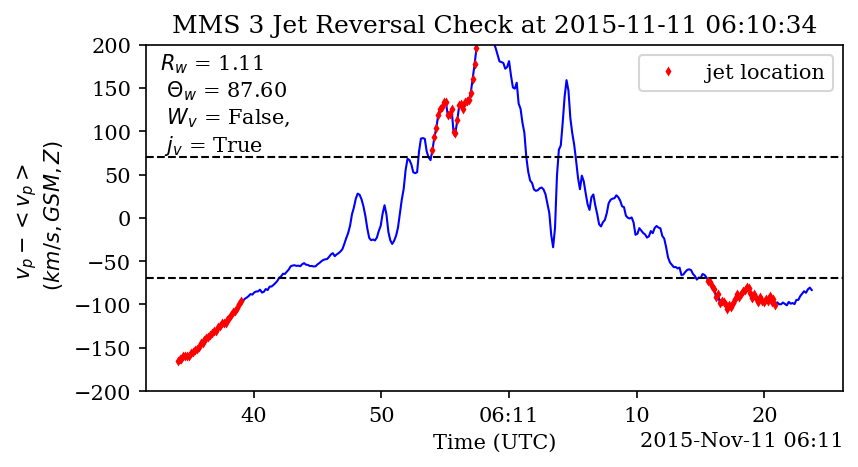 MMS 3 Jet Reversal Check at 2015-11-11 06:10:34
R_w = 1.11
Θ_w = 87.60
W_v = False,
j_v = True
jet location
200
150
100
50
0
−50
−100
−150
−200
v_p − < v_p >
(km/s, GSM, Z)
40 50 06:11 10 20
Time (UTC)
2015-Nov-11 06:11